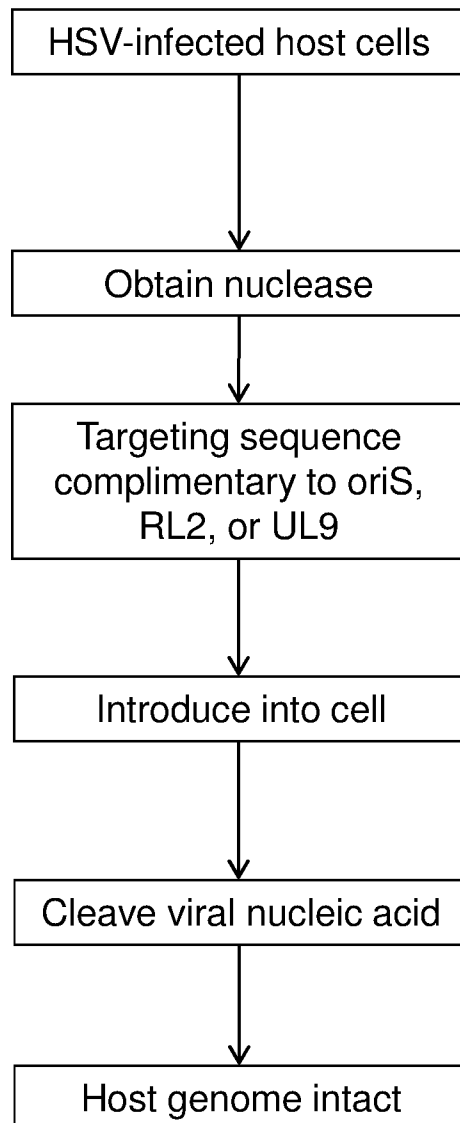 HSV-infected host cells
Obtain nuclease
Targeting sequence
complimentary to oriS,
RL2, or UL9
Introduce into cell
Cleave viral nucleic acid
Host genome intact